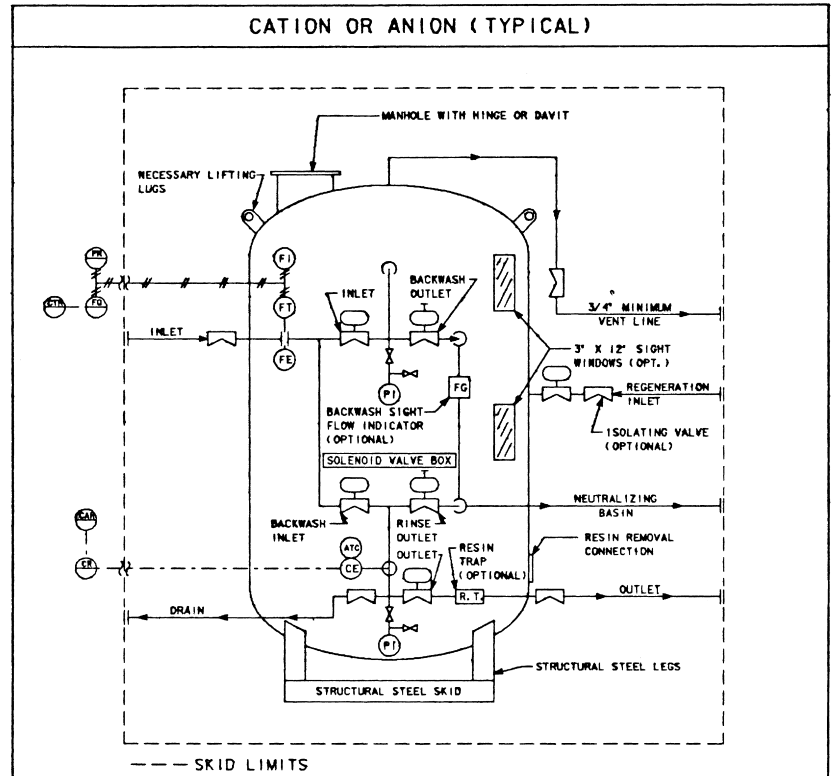 CATION OR ANION (TYPICAL)
MANHOLE WITH HINGE OR DAVIT
NECESSARY LIFTING
LUGS
PR
FI
CTR
FQ
FT
INLET
BACKWASH
OUTLET
INLET
3/4" MINIMUM
VENT LINE
FE
3" X 12" SIGHT
WINDOWS (OPT.)
PI
FG
REGENERATION
INLET
BACKWASH SIGHT
FLOW INDICATOR
(OPTIONAL)
ISOLATING VALVE
(OPTIONAL)
SOLENOID VALVE BOX
NEUTRALIZING
BASIN
BACKWASH
INLET
RINSE
OUTLET
CAR
RESIN REMOVAL
CONNECTION
ATC
OUTLET
RESIN
TRAP
(OPTIONAL)
CR
CE
R.T.
OUTLET
DRAIN
PI
STRUCTURAL STEEL LEGS
STRUCTURAL STEEL SKID
SKID LIMITS